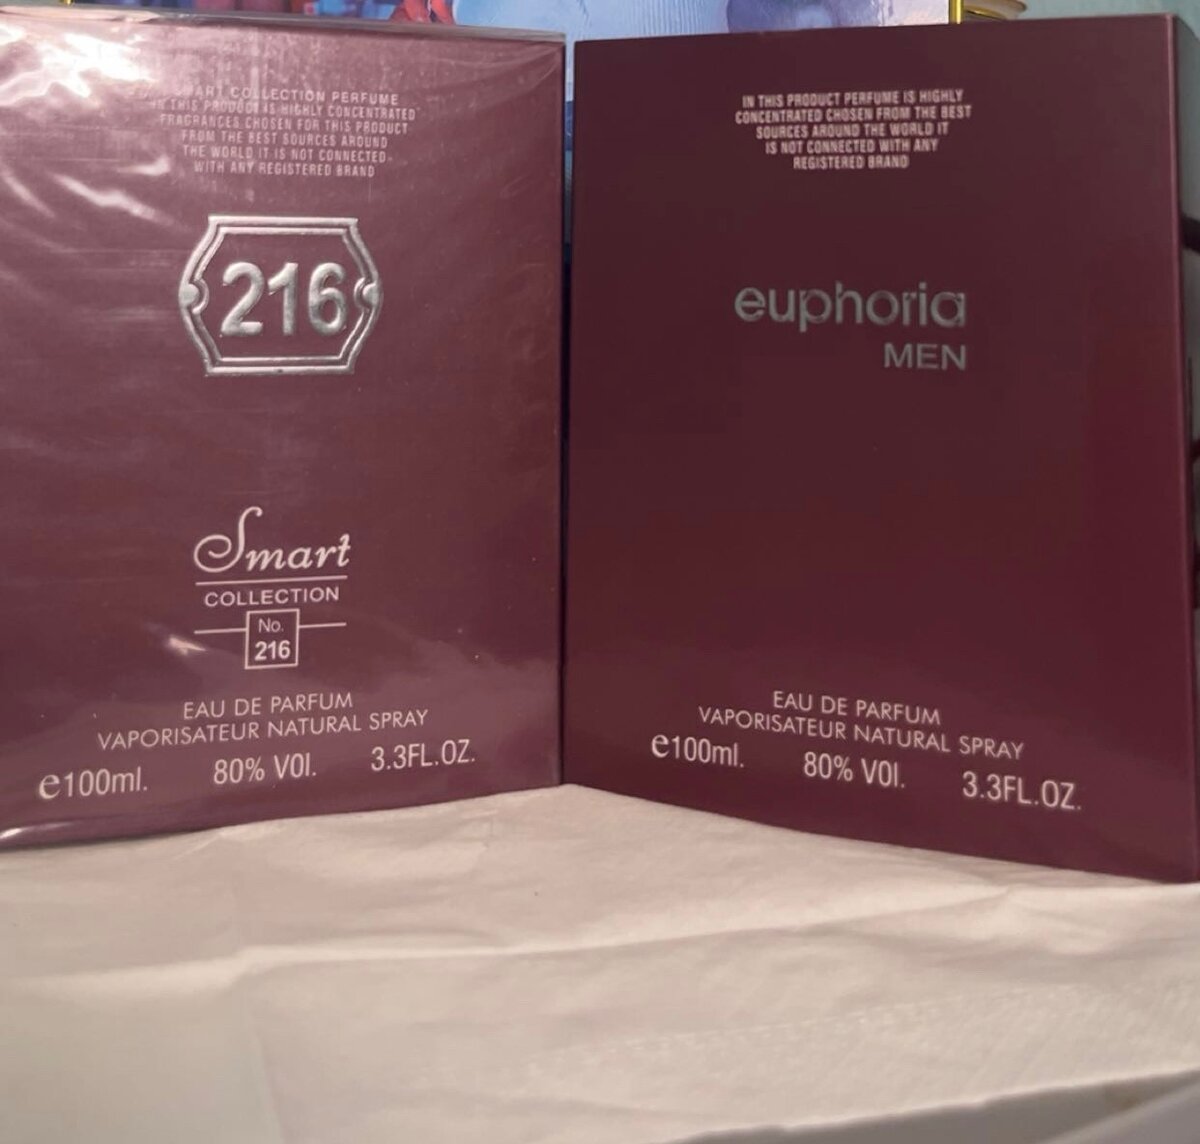 SMART COLLECTION PERFUME
IN THIS PRODUCT IS HIGHLY CONCENTRATED
FRAGRANCES CHOSEN FOR THIS PRODUCT
FROM THE BEST SOURCES AROUND
THE WORLD IT IS NOT CONNECTED
WITH ANY REGISTERED BRAND
216
Smart
COLLECTION
No.
216
EAU DE PARFUM
VAPORISATEUR NATURAL SPRAY
e100ml. 80% VOl. 3.3FL.OZ.
IN THIS PRODUCT PERFUME IS HIGHLY
CONCENTRATED CHOSEN FROM THE BEST
SOURCES AROUND THE WORLD IT
IS NOT CONNECTED WITH ANY
REGISTERED BRAND
euphoria
MEN
EAU DE PARFUM
VAPORISATEUR NATURAL SPRAY
e100ml. 80% VOl. 3.3FL.OZ.